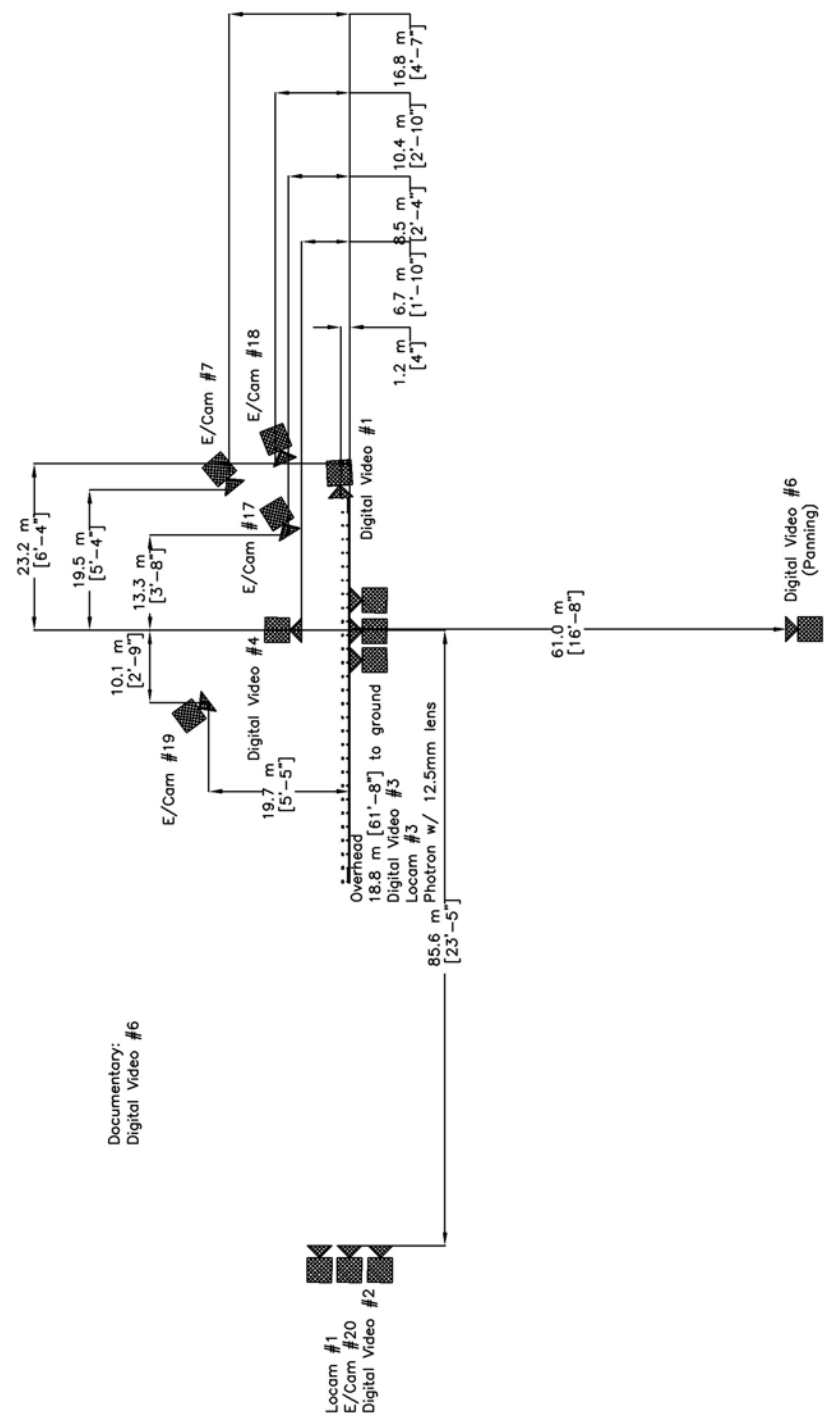 16.8 m
[4'-7"]
10.4 m
[2'-10"]
8.5 m
[2'-4"]
6.7 m
[1'-10"]
1.2 m
[4"]
E/Cam #7
E/Cam #18
23.2 m
[6'-4"]
19.5 m
[5'-4"]
13.3 m
[3'-8"]
E/Cam #17
Digital Video #1
10.1 m
[2'-9"]
Digital Video #4
61.0 m
[16'-8"]
Digital Video #6
(Panning)
E/Cam #19
19.7 m
[5'-5"]
Overhead
18.8 m [61'-8"] to ground
Digital Video #3
Locam #3
Photron w/ 12.5mm lens
85.6 m
[23'-5"]
Documentary:
Digital Video #6
Locam #1
E/Cam #20
Digital Video #2